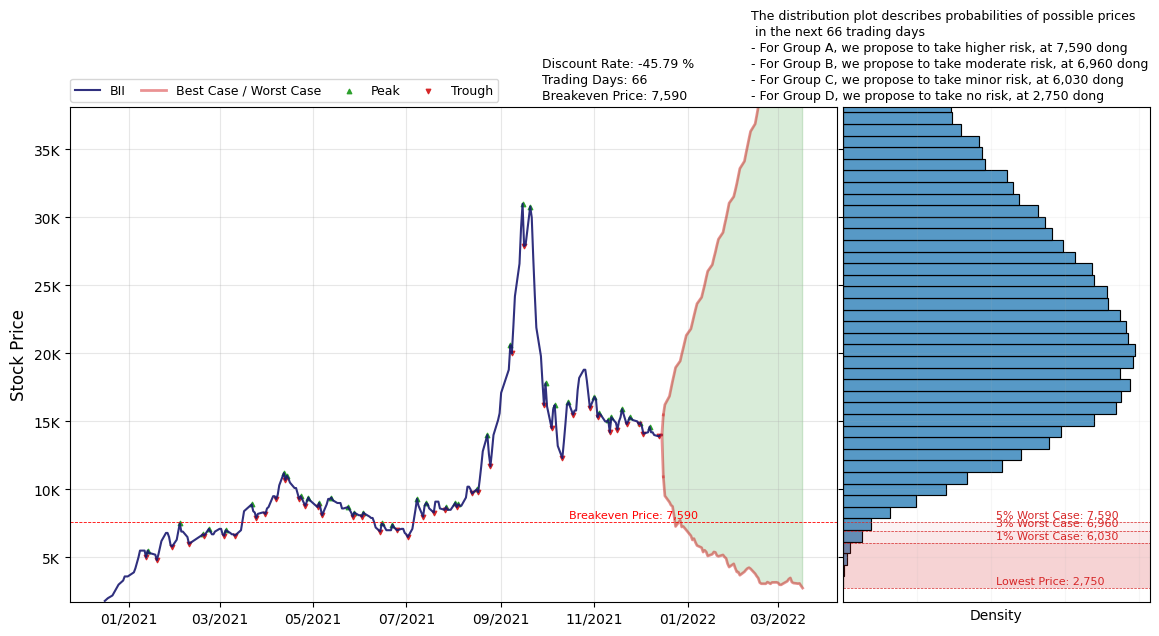 The distribution plot describes probabilities of possible prices
in the next 66 trading days
- For Group A, we propose to take higher risk, at 7,590 dong
- For Group B, we propose to take moderate risk, at 6,960 dong
- For Group C, we propose to take minor risk, at 6,030 dong
- For Group D, we propose to take no risk, at 2,750 dong
Discount Rate: -45.79 %
Trading Days: 66
Breakeven Price: 7,590
BII
Best Case / Worst Case
Peak
Trough
Stock Price
35K
30K
25K
20K
15K
10K
5K
Breakeven Price: 7,590
5% Worst Case: 7,590
3% Worst Case: 6,960
1% Worst Case: 6,030
Lowest Price: 2,750
01/2021
03/2021
05/2021
07/2021
09/2021
11/2021
01/2022
03/2022
Density